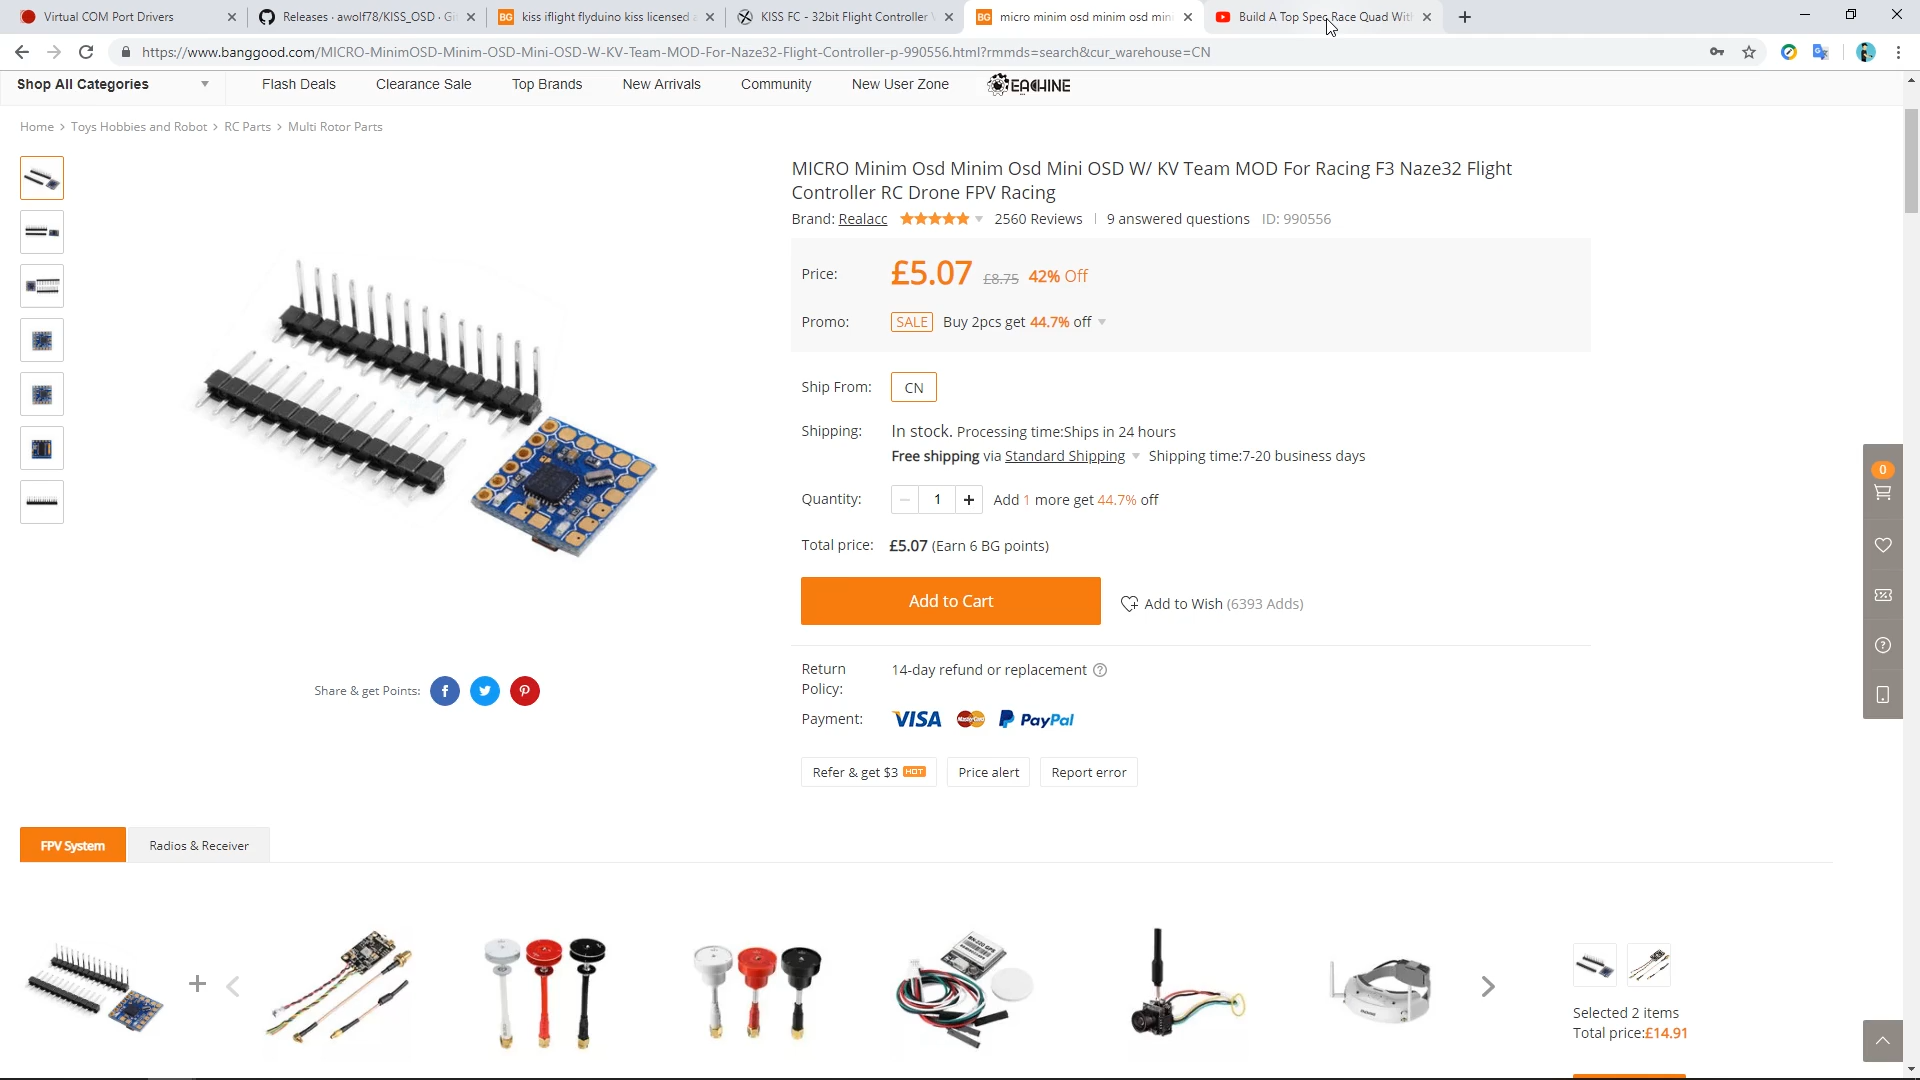 Virtual COM Port Drivers
Releases · awolf78/KISS_OSD · Gi
kiss iflight flyduino kiss licensed a
KISS FC - 32bit Flight Controller V
micro minim osd minim osd mini
Build A Top Spec Race Quad With
https://www.banggood.com/MICRO-MinimOSD-Minim-OSD-Mini-OSD-W-KV-Team-MOD-For-Naze32-Flight-Controller-p-990556.html?rmmds=search&cur_warehouse=CN
Shop All Categories
Flash Deals
Clearance Sale
Top Brands
New Arrivals
Community
New User Zone
EACHINE
Home > Toys Hobbies and Robot > RC Parts > Multi Rotor Parts
MICRO Minim Osd Minim Osd Mini OSD W/ KV Team MOD For Racing F3 Naze32 Flight
Controller RC Drone FPV Racing
Brand: Realacc 2560 Reviews | 9 answered questions ID: 990556
Price: £5.07 £8.75 42% Off
Promo: SALE Buy 2pcs get 44.7% off
Ship From: CN
Shipping: In stock. Processing time:Ships in 24 hours
Free shipping via Standard Shipping Shipping time:7-20 business days
Quantity: − 1 + Add 1 more get 44.7% off
Total price: £5.07 (Earn 6 BG points)
Add to Cart
Add to Wish (6393 Adds)
0
Share & get Points:
Return
Policy:
14-day refund or replacement
Payment: VISA MasterCard PayPal
Refer & get $3 HOT
Price alert
Report error
FPV System
Radios & Receiver
Selected 2 items
Total price:£14.91